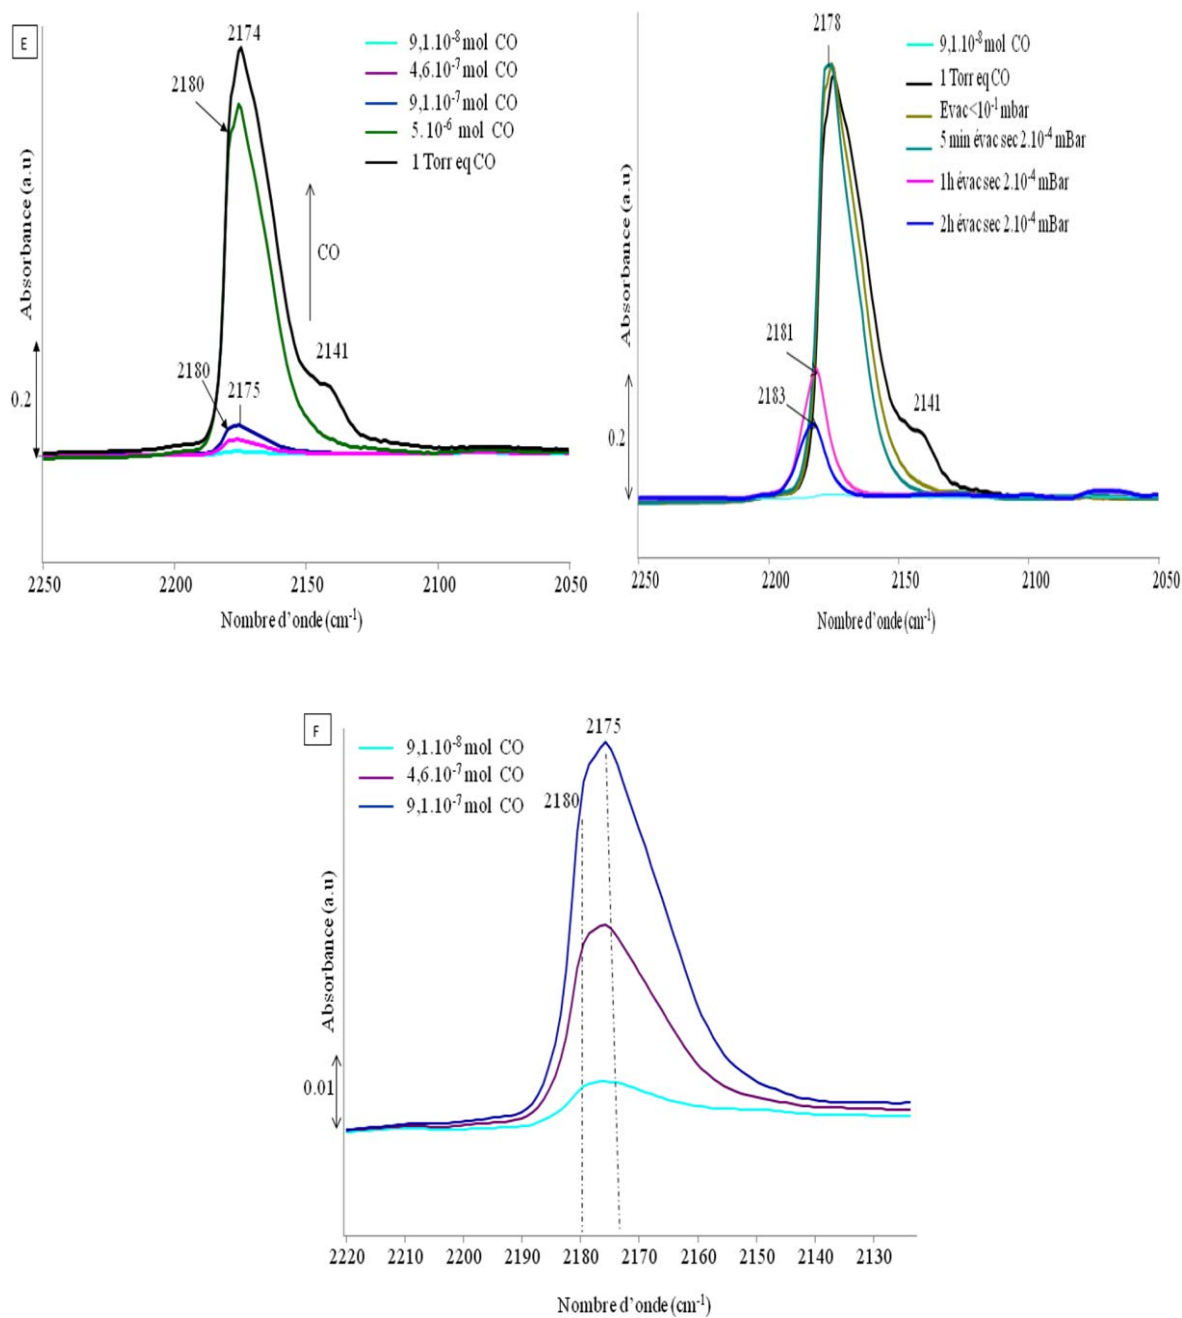 E
2174
2180
9,1.10⁻⁸ mol CO
4,6.10⁻⁷ mol CO
9,1.10⁻⁷ mol CO
5.10⁻⁶ mol CO
1 Torr eq CO
CO
2141
2180
2175
0.2
Absorbance (a.u)
2250 2200 2150 2100 2050
Nombre d'onde (cm⁻¹)
2178
9,1.10⁻⁸ mol CO
1 Torr eq CO
Evac<10⁻¹ mbar
5 min évac sec 2.10⁻⁴ mBar
1h évac sec 2.10⁻⁴ mBar
2h évac sec 2.10⁻⁴ mBar
2181
2183
2141
0.2
Absorbance (a.u)
2250 2200 2150 2100 2050
Nombre d'onde (cm⁻¹)
F
2175
9,1.10⁻⁸ mol CO
4,6.10⁻⁷ mol CO
9,1.10⁻⁷ mol CO
2180
Absorbance (a.u)
0.01
2220 2210 2200 2190 2180 2170 2160 2150 2140 2130
Nombre d'onde (cm⁻¹)